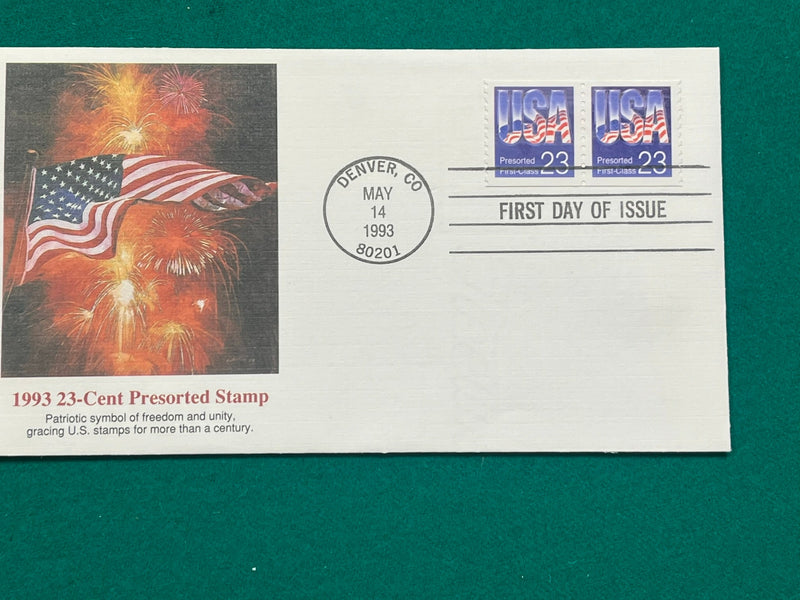 USA
Presorted
First-Class 23
USA
Presorted
First-Class 23
DENVER, CO
MAY
14
1993
80201
FIRST DAY OF ISSUE
1993 23-Cent Presorted Stamp
Patriotic symbol of freedom and unity,
gracing U.S. stamps for more than a century.